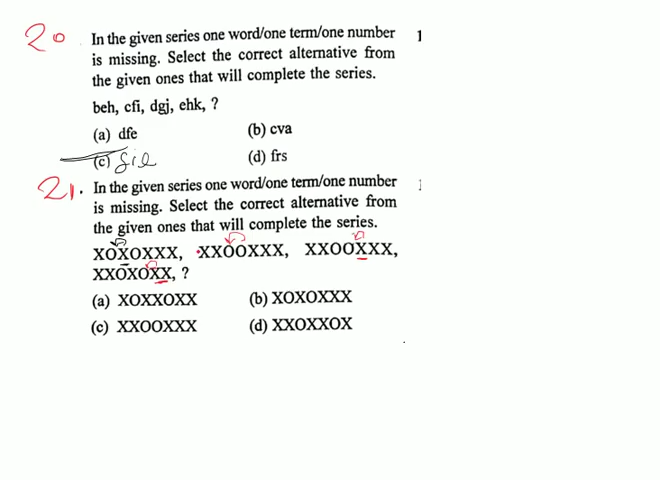 20 In the given series one word/one term/one number 1
is missing. Select the correct alternative from
the given ones that will complete the series.
beh, cfi, dgj, ehk, ?
(a) dfe (b) cva
(c) fil (d) frs
21. In the given series one word/one term/one number
is missing. Select the correct alternative from
the given ones that will complete the series.
XOXOXXX, XXOOXXX, XXOOXXX,
XXOXOXX, ?
(a) XOXXOXX (b) XOXOXXX
(c) XXOOXXX (d) XXOXXOX